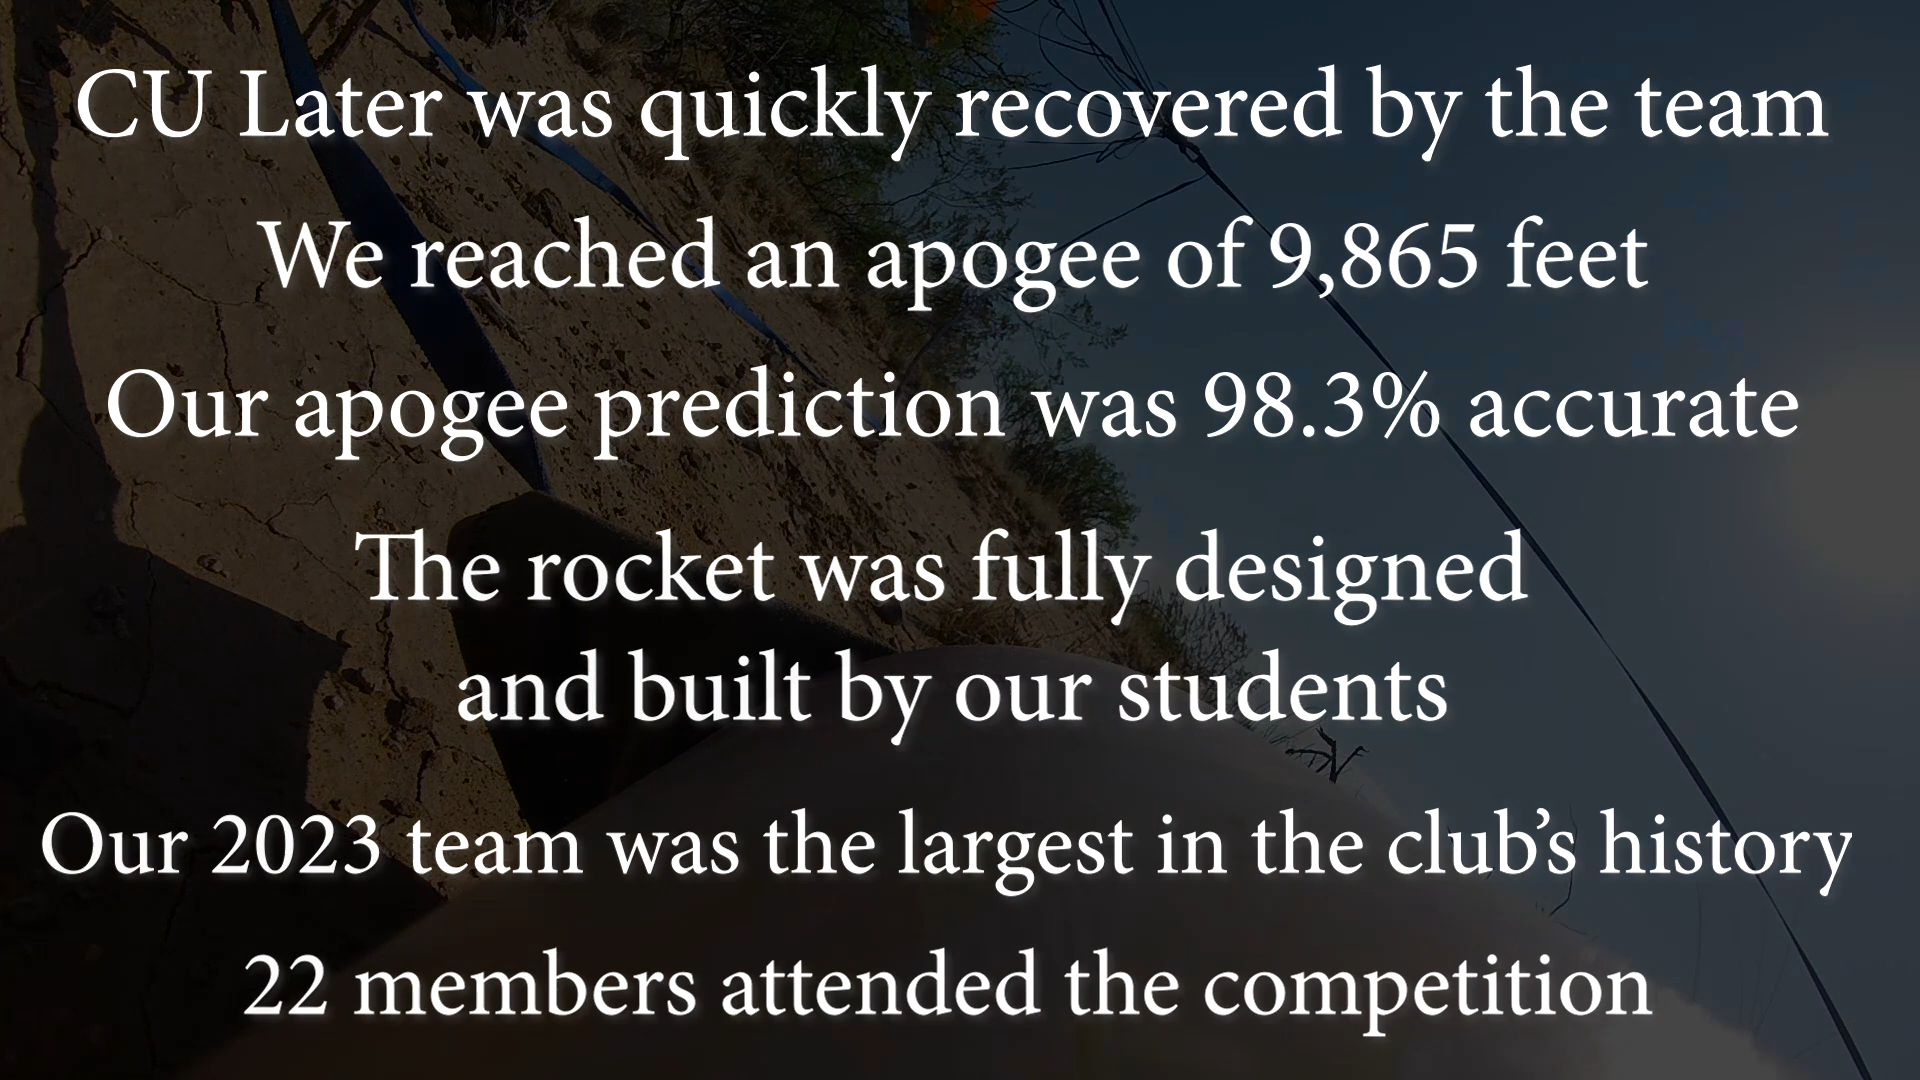 CU Later was quickly recovered by the team
We reached an apogee of 9,865 feet
Our apogee prediction was 98.3% accurate
The rocket was fully designed
and built by our students
Our 2023 team was the largest in the club’s history
22 members attended the competition